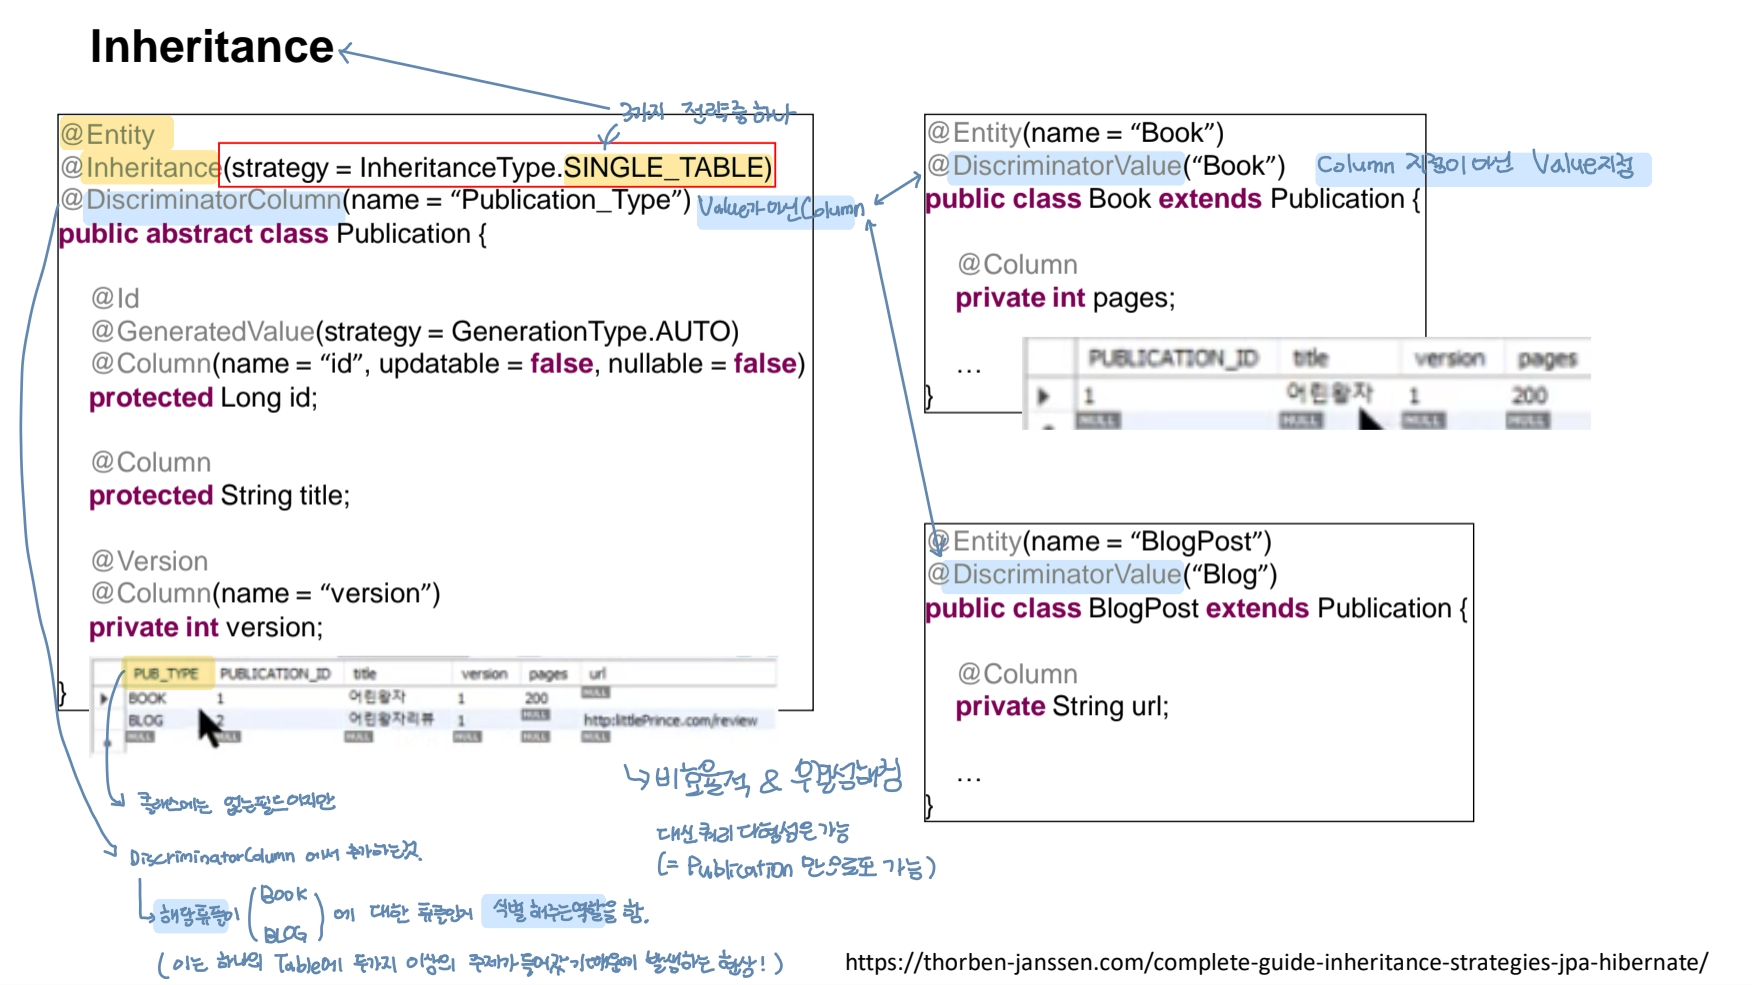 Inheritance
3가지 전략중 하나
@Entity
@Inheritance(strategy = InheritanceType.SINGLE_TABLE)
@DiscriminatorColumn(name = “Publication_Type”) Value가 아닌 Column
public abstract class Publication {
@Id
@GeneratedValue(strategy = GenerationType.AUTO)
@Column(name = “id”, updatable = false, nullable = false)
protected Long id;
@Column
protected String title;
@Version
@Column(name = “version”)
private int version;
}
PUB_TYPE PUBLICATION_ID title version pages url
BOOK 1 어린왕자 1 200 NULL
BLOG 2 어린왕자리뷰 1 NULL http:littlePrince.com/review
NULL NULL NULL NULL NULL NULL
비효율적 & 무결성해침
대신 쿼리 다형성은 가능
(= Publication 만으로도 가능)
클래스에는 없는필드이지만
DiscriminatorColumn 에서 추가하는것.
해당튜플이 (BOOK
BLOG) 에 대한 튜플인지 식별해주는역할을 함.
(이는 하나의 Table에 두가지 이상의 주제가 들어갔기때문에 발생하는 현상!)
@Entity(name = “Book”)
@DiscriminatorValue(“Book”) Column 지정이 아닌 Value지정
public class Book extends Publication {
@Column
private int pages;
…
}
PUBLICATION_ID title version pages
1 어린왕자 1 200
NULL NULL NULL NULL
@Entity(name = “BlogPost”)
@DiscriminatorValue(“Blog”)
public class BlogPost extends Publication {
@Column
private String url;
…
}
https://thorben-janssen.com/complete-guide-inheritance-strategies-jpa-hibernate/